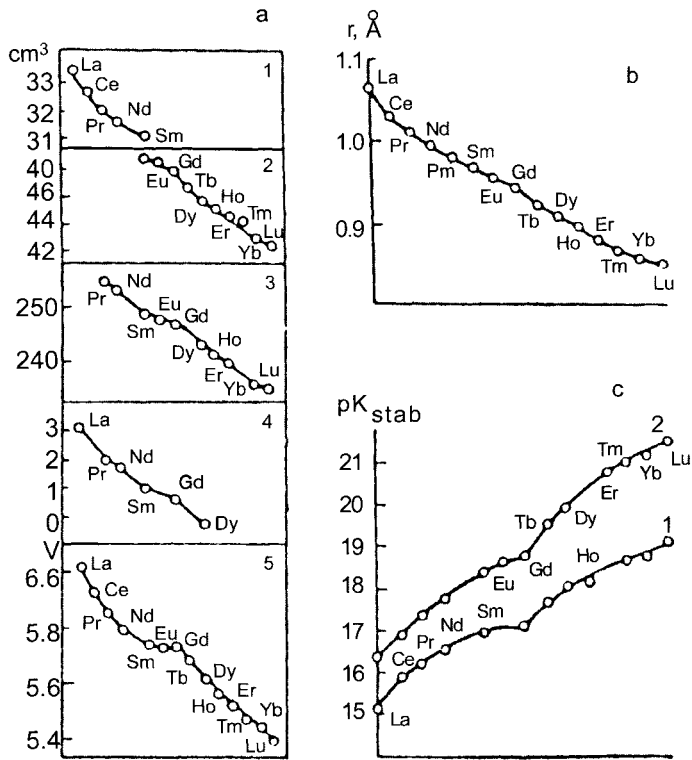 a
cm³
33
32
31
La
Ce
Pr
Nd
Sm
1
40
46
44
42
Eu
Gd
Tb
Dy
Ho
Er
Tm
Yb
Lu
2
250
240
Pr
Nd
Sm
Eu
Gd
Dy
Ho
Er
Yb
Lu
3
3
2
1
0
La
Pr
Nd
Sm
Gd
Dy
4
V
6.6
5.8
5.6
5.4
La
Ce
Pr
Nd
Sm
Eu
Gd
Tb
Dy
Ho
Er
Tm
Yb
Lu
5
b
r, Å
1.1
1.0
0.9
La
Ce
Pr
Nd
Pm
Sm
Eu
Gd
Tb
Dy
Ho
Er
Tm
Yb
Lu
c
pK stab
21
20
19
18
17
16
15
2
Tm
Yb
Lu
Er
Tb
Dy
Eu
Gd
1
Ho
Sm
Nd
Pr
Ce
La